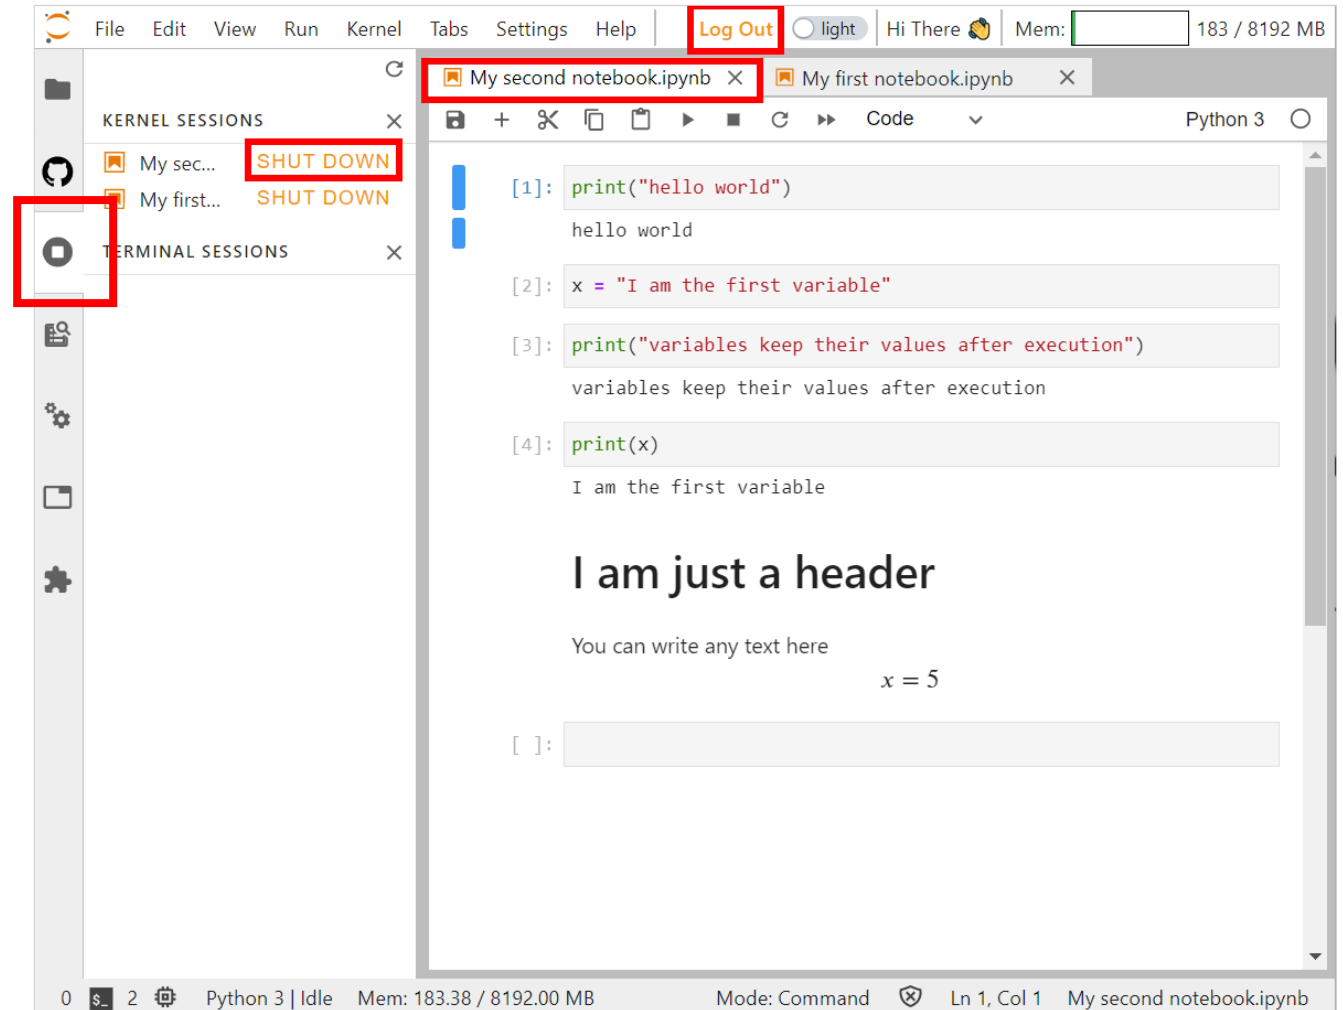 File Edit View Run Kernel Tabs Settings Help Log Out light Hi There Mem: 183 / 8192 MB
My second notebook.ipynb My first notebook.ipynb
Code Python 3
KERNEL SESSIONS
My sec... SHUT DOWN
My first... SHUT DOWN
TERMINAL SESSIONS
[1]: print("hello world")
hello world
[2]: x = "I am the first variable"
[3]: print("variables keep their values after execution")
variables keep their values after execution
[4]: print(x)
I am the first variable
I am just a header
You can write any text here
x = 5
[ ]:
0 $_ 2 Python 3 | Idle Mem: 183.38 / 8192.00 MB Mode: Command Ln 1, Col 1 My second notebook.ipynb